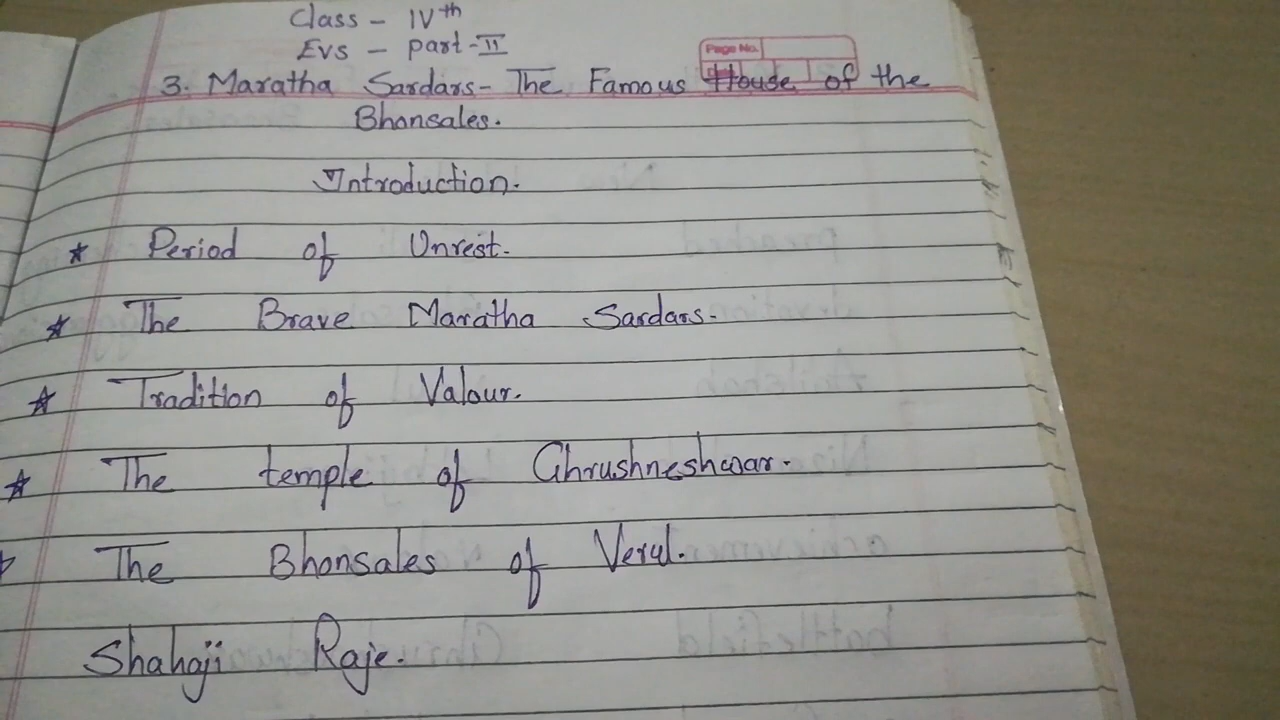 Class - IVth
EVS - part-II
Page No.
3. Maratha Sardars- The Famous House of the
Bhonsales.
Introduction.
★ Period of Unrest.
★ The Brave Maratha Sardars.
★ Tradition of Valour.
★ The temple of Ghrushneshwar.
The Bhonsales of Verul.
Shahaji Raje.